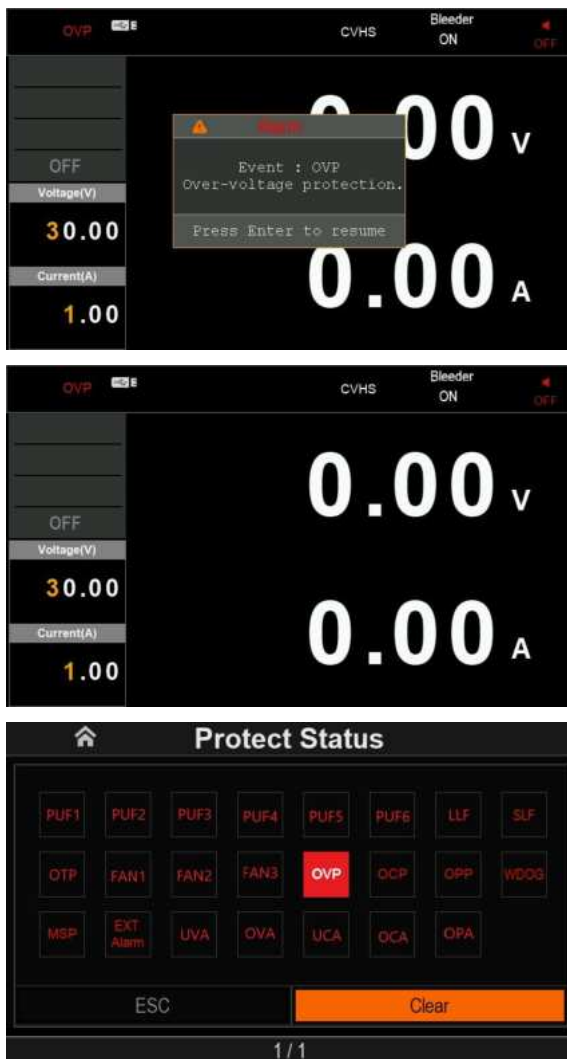 OVP
E
CVHS
Bleeder
ON
OFF
OFF
Voltage(V)
30.00
Current(A)
1.00
0.00 V
0.00 A
Alarm
Event : OVP
Over-voltage protection.
Press Enter to resume
OVP
E
CVHS
Bleeder
ON
OFF
OFF
Voltage(V)
30.00
Current(A)
1.00
0.00 V
0.00 A
Protect Status
PUF1 PUF2 PUF3 PUF4 PUF5 PUF6 LLF SLF
OTP FAN1 FAN2 FAN3 OVP OCP OPP WDOG
MSP EXT Alarm UVA OVA UCA OCA OPA
ESC Clear
1 / 1